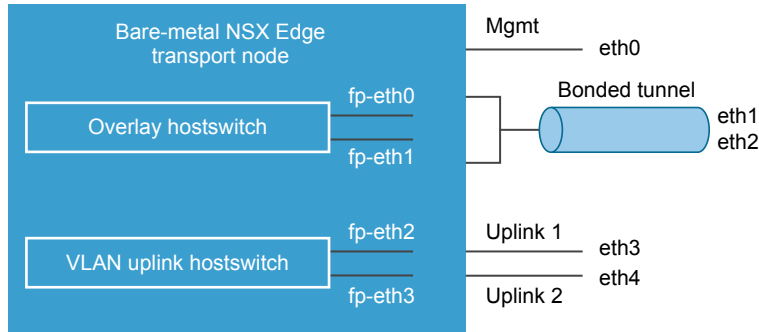 Bare-metal NSX Edge
transport node
Mgmt
eth0
fp-eth0
Overlay hostswitch
fp-eth1
Bonded tunnel
eth1
eth2
fp-eth2
VLAN uplink hostswitch
fp-eth3
Uplink 1
eth3
eth4
Uplink 2